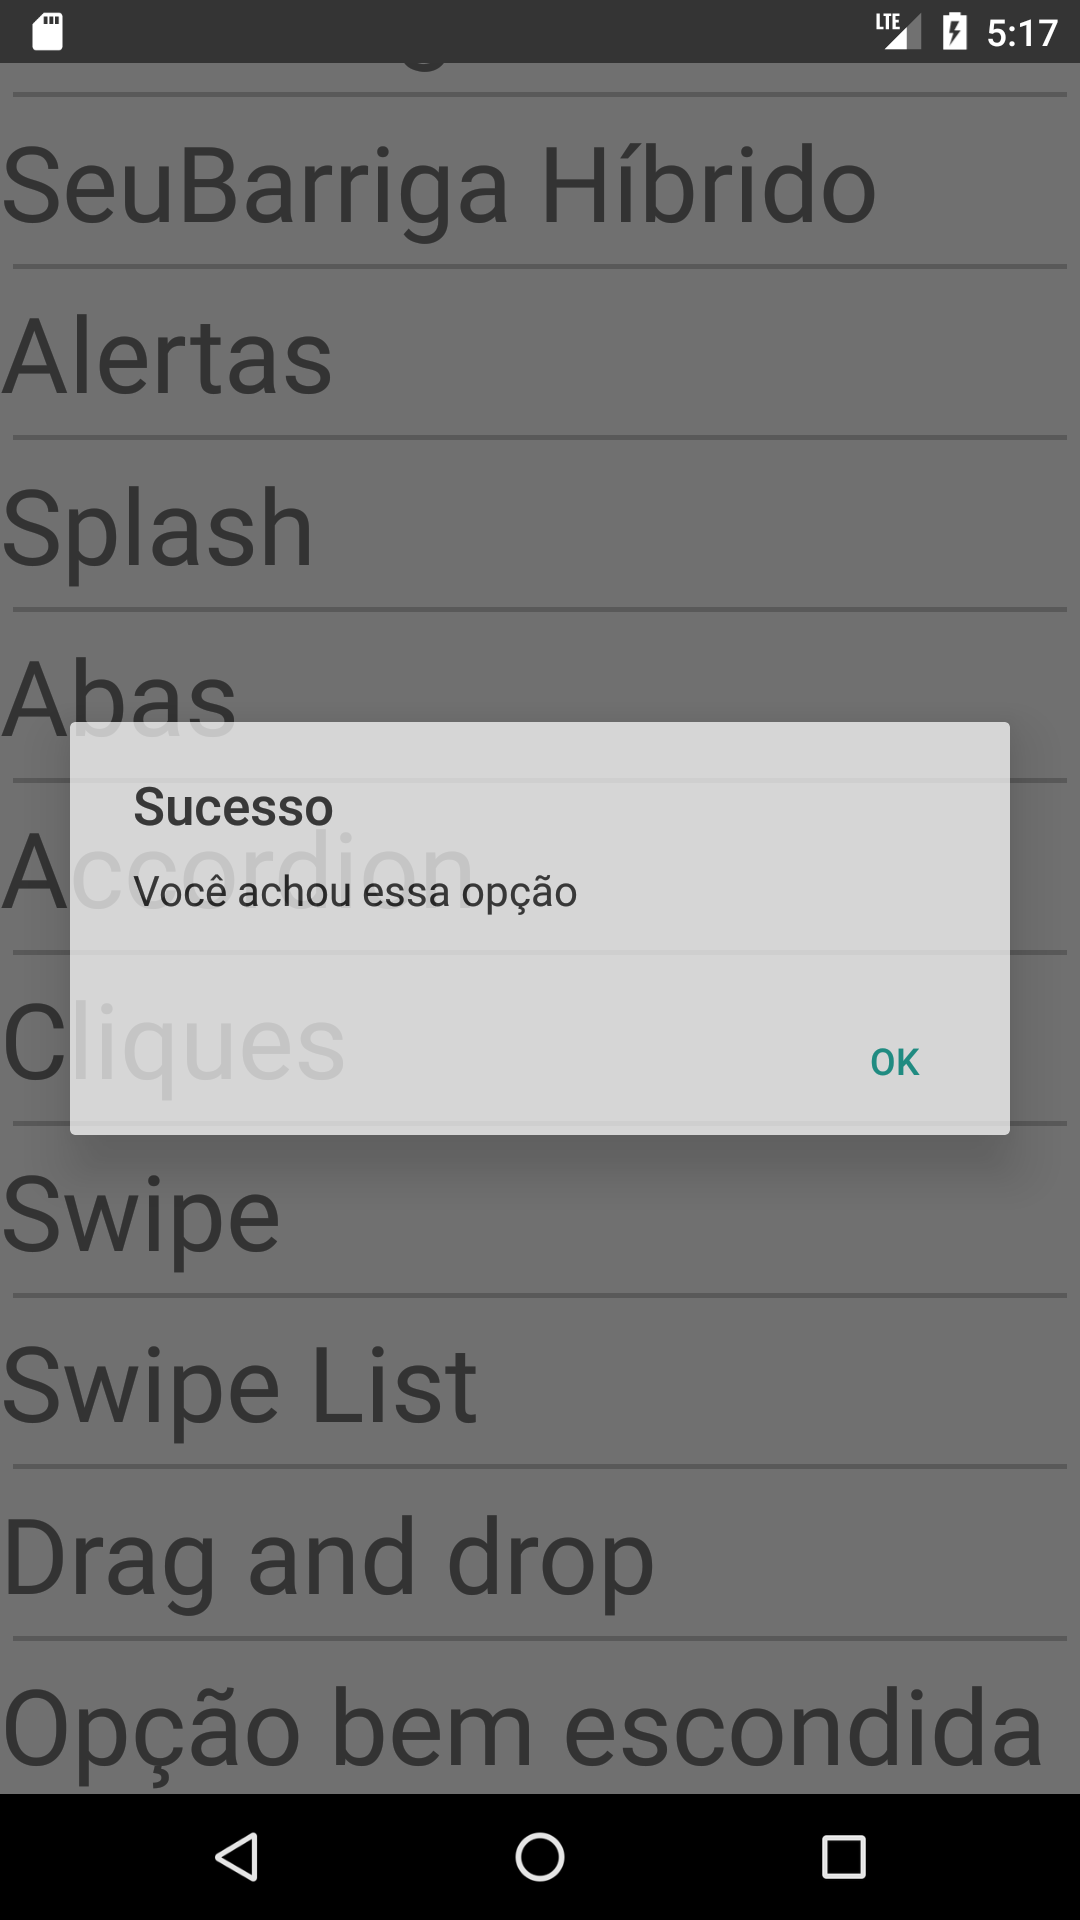 LTE 5:17
SeuBarriga Híbrido
Alertas
Splash
Abas
Accordion
Sucesso
Você achou essa opção
Cliques
OK
Swipe
Swipe List
Drag and drop
Opção bem escondida